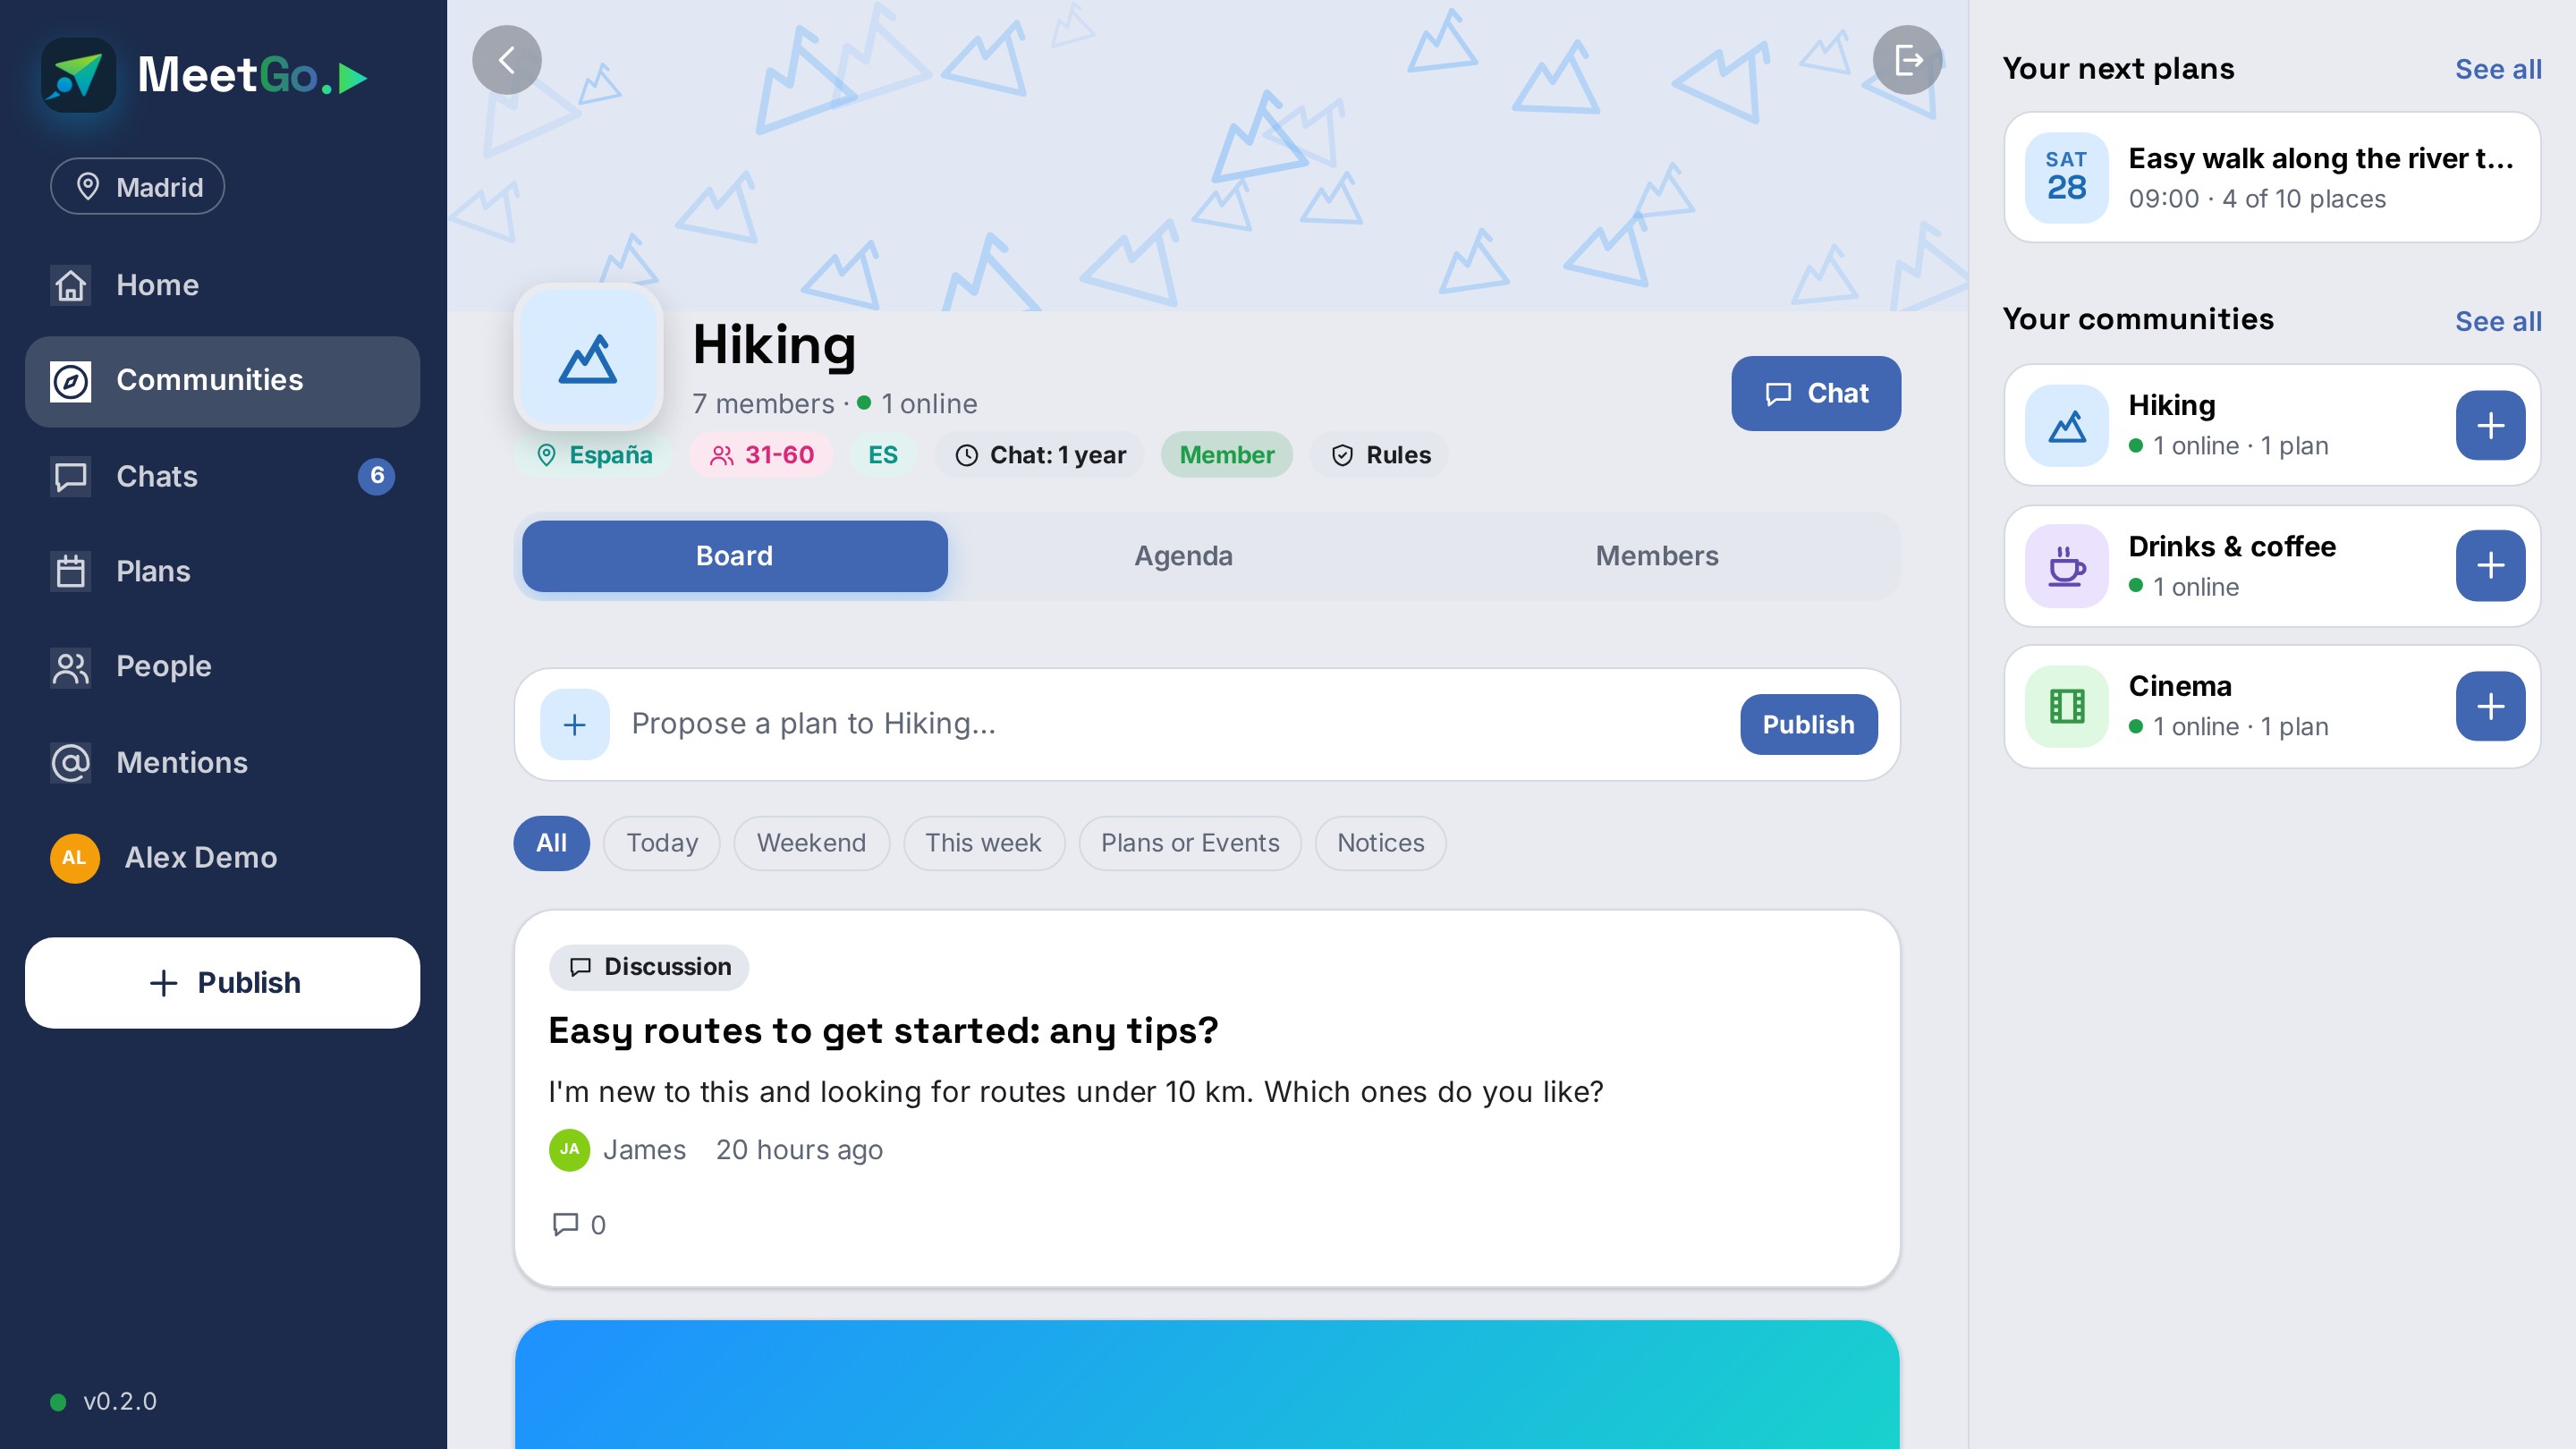 MeetGo.
Madrid
Home
Communities
Chats
6
Plans
People
Mentions
AL
Alex Demo
Publish
v0.2.0
Hiking
7 members · 1 online
Chat
España
31-60
ES
Chat: 1 year
Member
Rules
Board
Agenda
Members
Propose a plan to Hiking...
Publish
All
Today
Weekend
This week
Plans or Events
Notices
Discussion
Easy routes to get started: any tips?
I'm new to this and looking for routes under 10 km. Which ones do you like?
JA
James 20 hours ago
0
Your next plans
See all
SAT
28
Easy walk along the river t...
09:00 · 4 of 10 places
Your communities
See all
Hiking
1 online · 1 plan
Drinks & coffee
1 online
Cinema
1 online · 1 plan